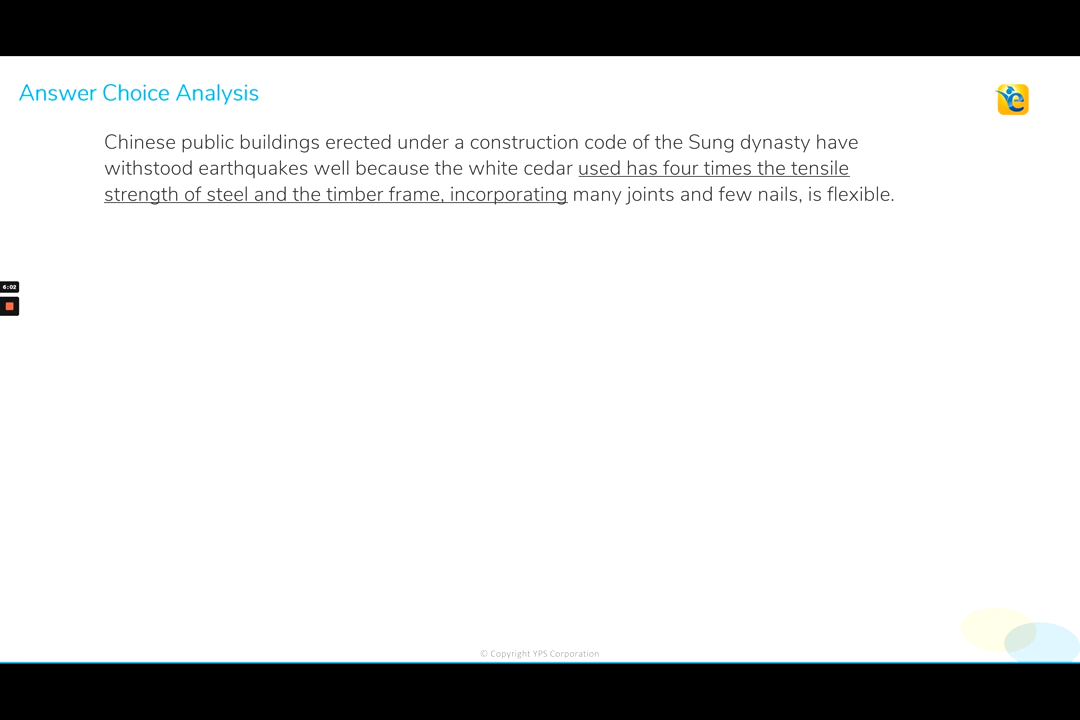 Answer Choice Analysis
Chinese public buildings erected under a construction code of the Sung dynasty have
withstood earthquakes well because the white cedar used has four times the tensile
strength of steel and the timber frame, incorporating many joints and few nails, is flexible.
6:02
© Copyright YPS Corporation